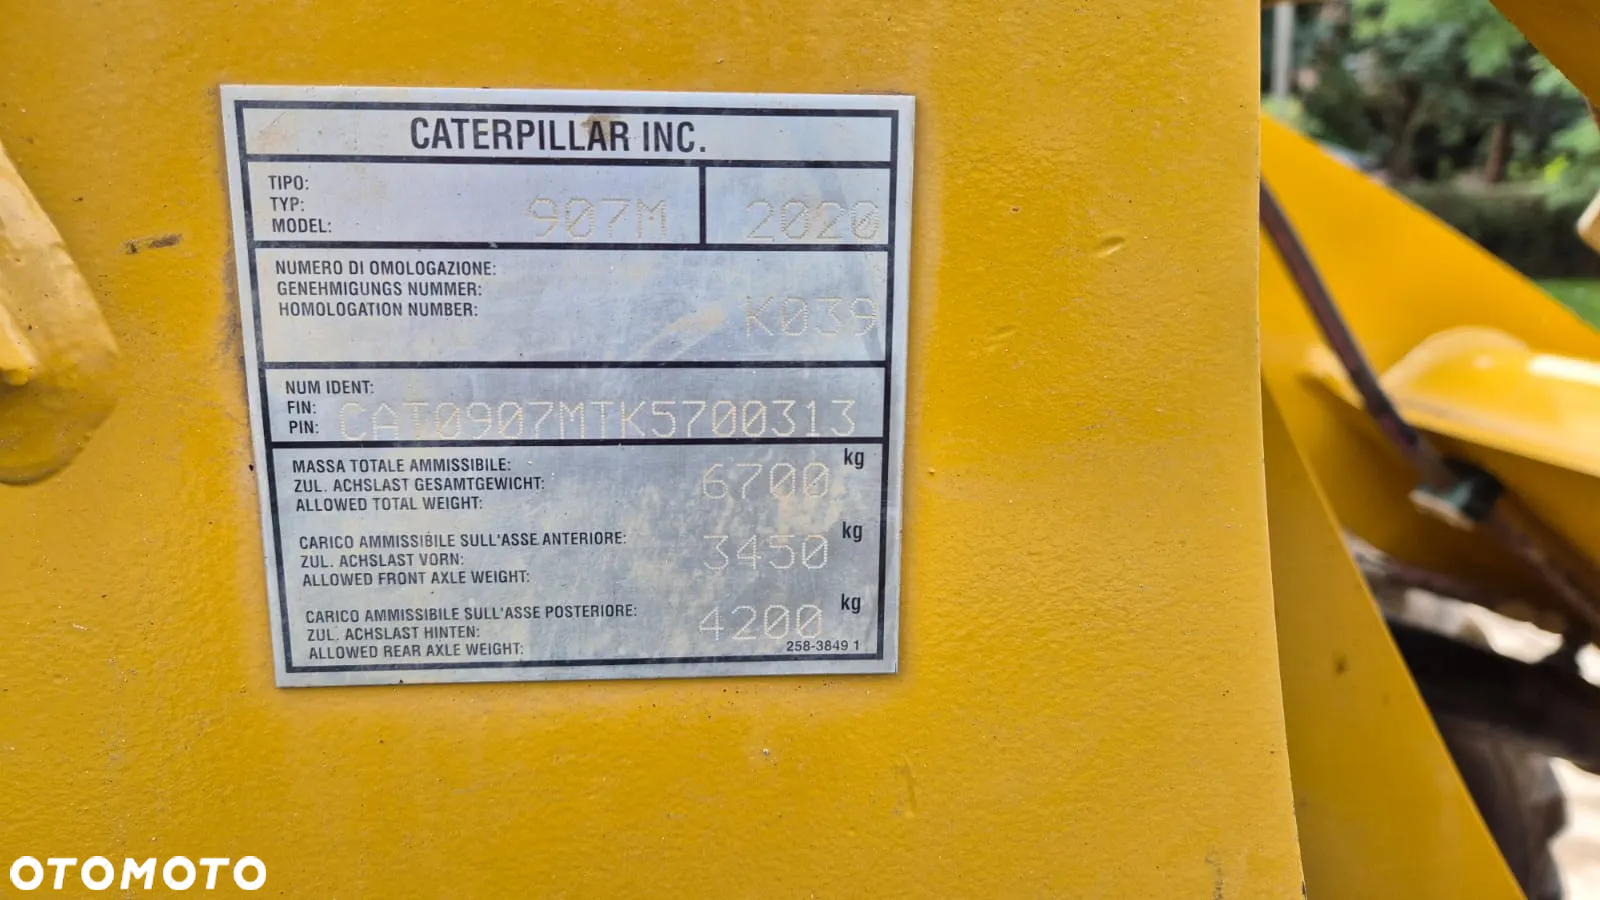 CATERPILLAR INC.
TIPO:
TYP:
MODEL: 907M 2020
NUMERO DI OMOLOGAZIONE:
GENEHMIGUNGS NUMMER:
HOMOLOGATION NUMBER: K039
NUM IDENT:
FIN:
PIN: CAT0907MTK5700313
MASSA TOTALE AMMISSIBILE: kg
ZUL. ACHSLAST GESAMTGEWICHT: 6700
ALLOWED TOTAL WEIGHT:
CARICO AMMISSIBILE SULL'ASSE ANTERIORE: kg
ZUL. ACHSLAST VORN: 3450
ALLOWED FRONT AXLE WEIGHT:
CARICO AMMISSIBILE SULL'ASSE POSTERIORE: kg
ZUL. ACHSLAST HINTEN: 4200
ALLOWED REAR AXLE WEIGHT: 258-3849 1
OTOMOTO